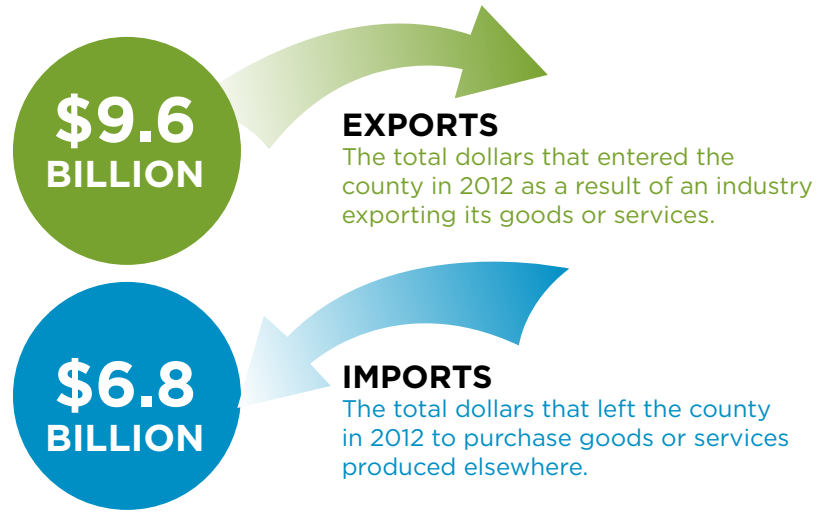 $9.6
BILLION
EXPORTS
The total dollars that entered the
county in 2012 as a result of an industry
exporting its goods or services.
$6.8
BILLION
IMPORTS
The total dollars that left the county
in 2012 to purchase goods or services
produced elsewhere.